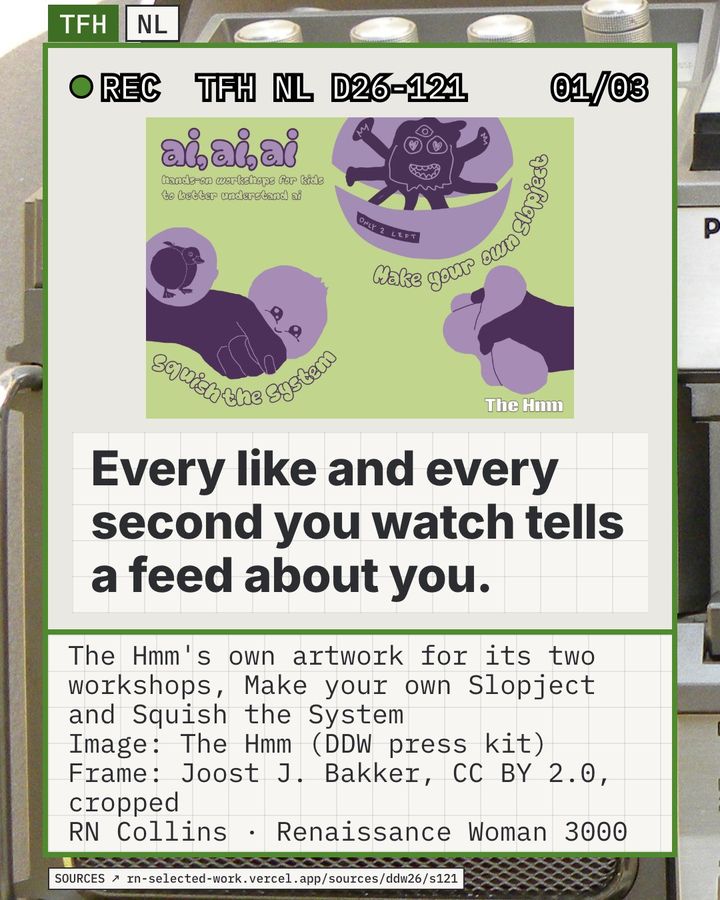 TFH NL
REC TFH NL D26-121 01/03
ai, ai, ai
hands-on workshops for kids
to better understand ai
ONLY 2 LEFT
Make your own Slopject
Squish the System
The Hmm
Every like and every
second you watch tells
a feed about you.
The Hmm's own artwork for its two
workshops, Make your own Slopject
and Squish the System
Image: The Hmm (DDW press kit)
Frame: Joost J. Bakker, CC BY 2.0,
cropped
RN Collins · Renaissance Woman 3000
SOURCES ↗ rn-selected-work.vercel.app/sources/ddw26/s121